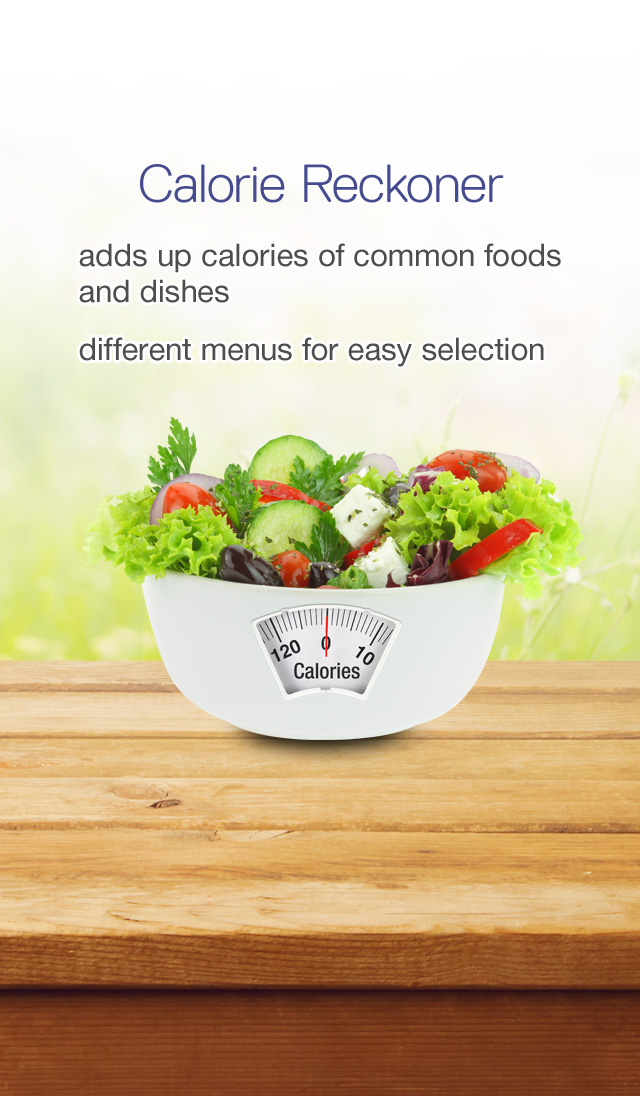 Calorie Reckoner
adds up calories of common foods
and dishes
different menus for easy selection
120 0 10
Calories